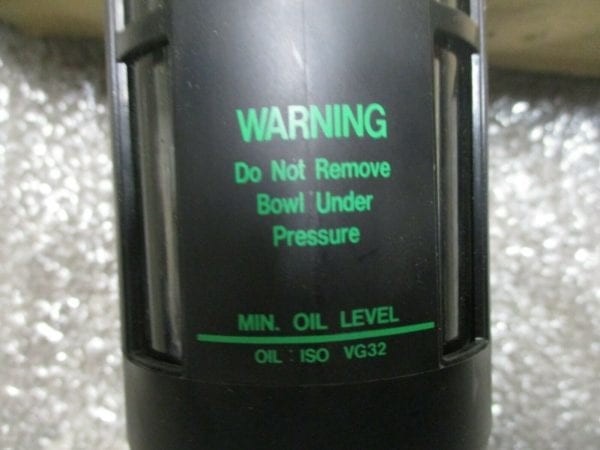 WARNING
Do Not Remove
Bowl Under
Pressure
MIN. OIL LEVEL
OIL : ISO VG32